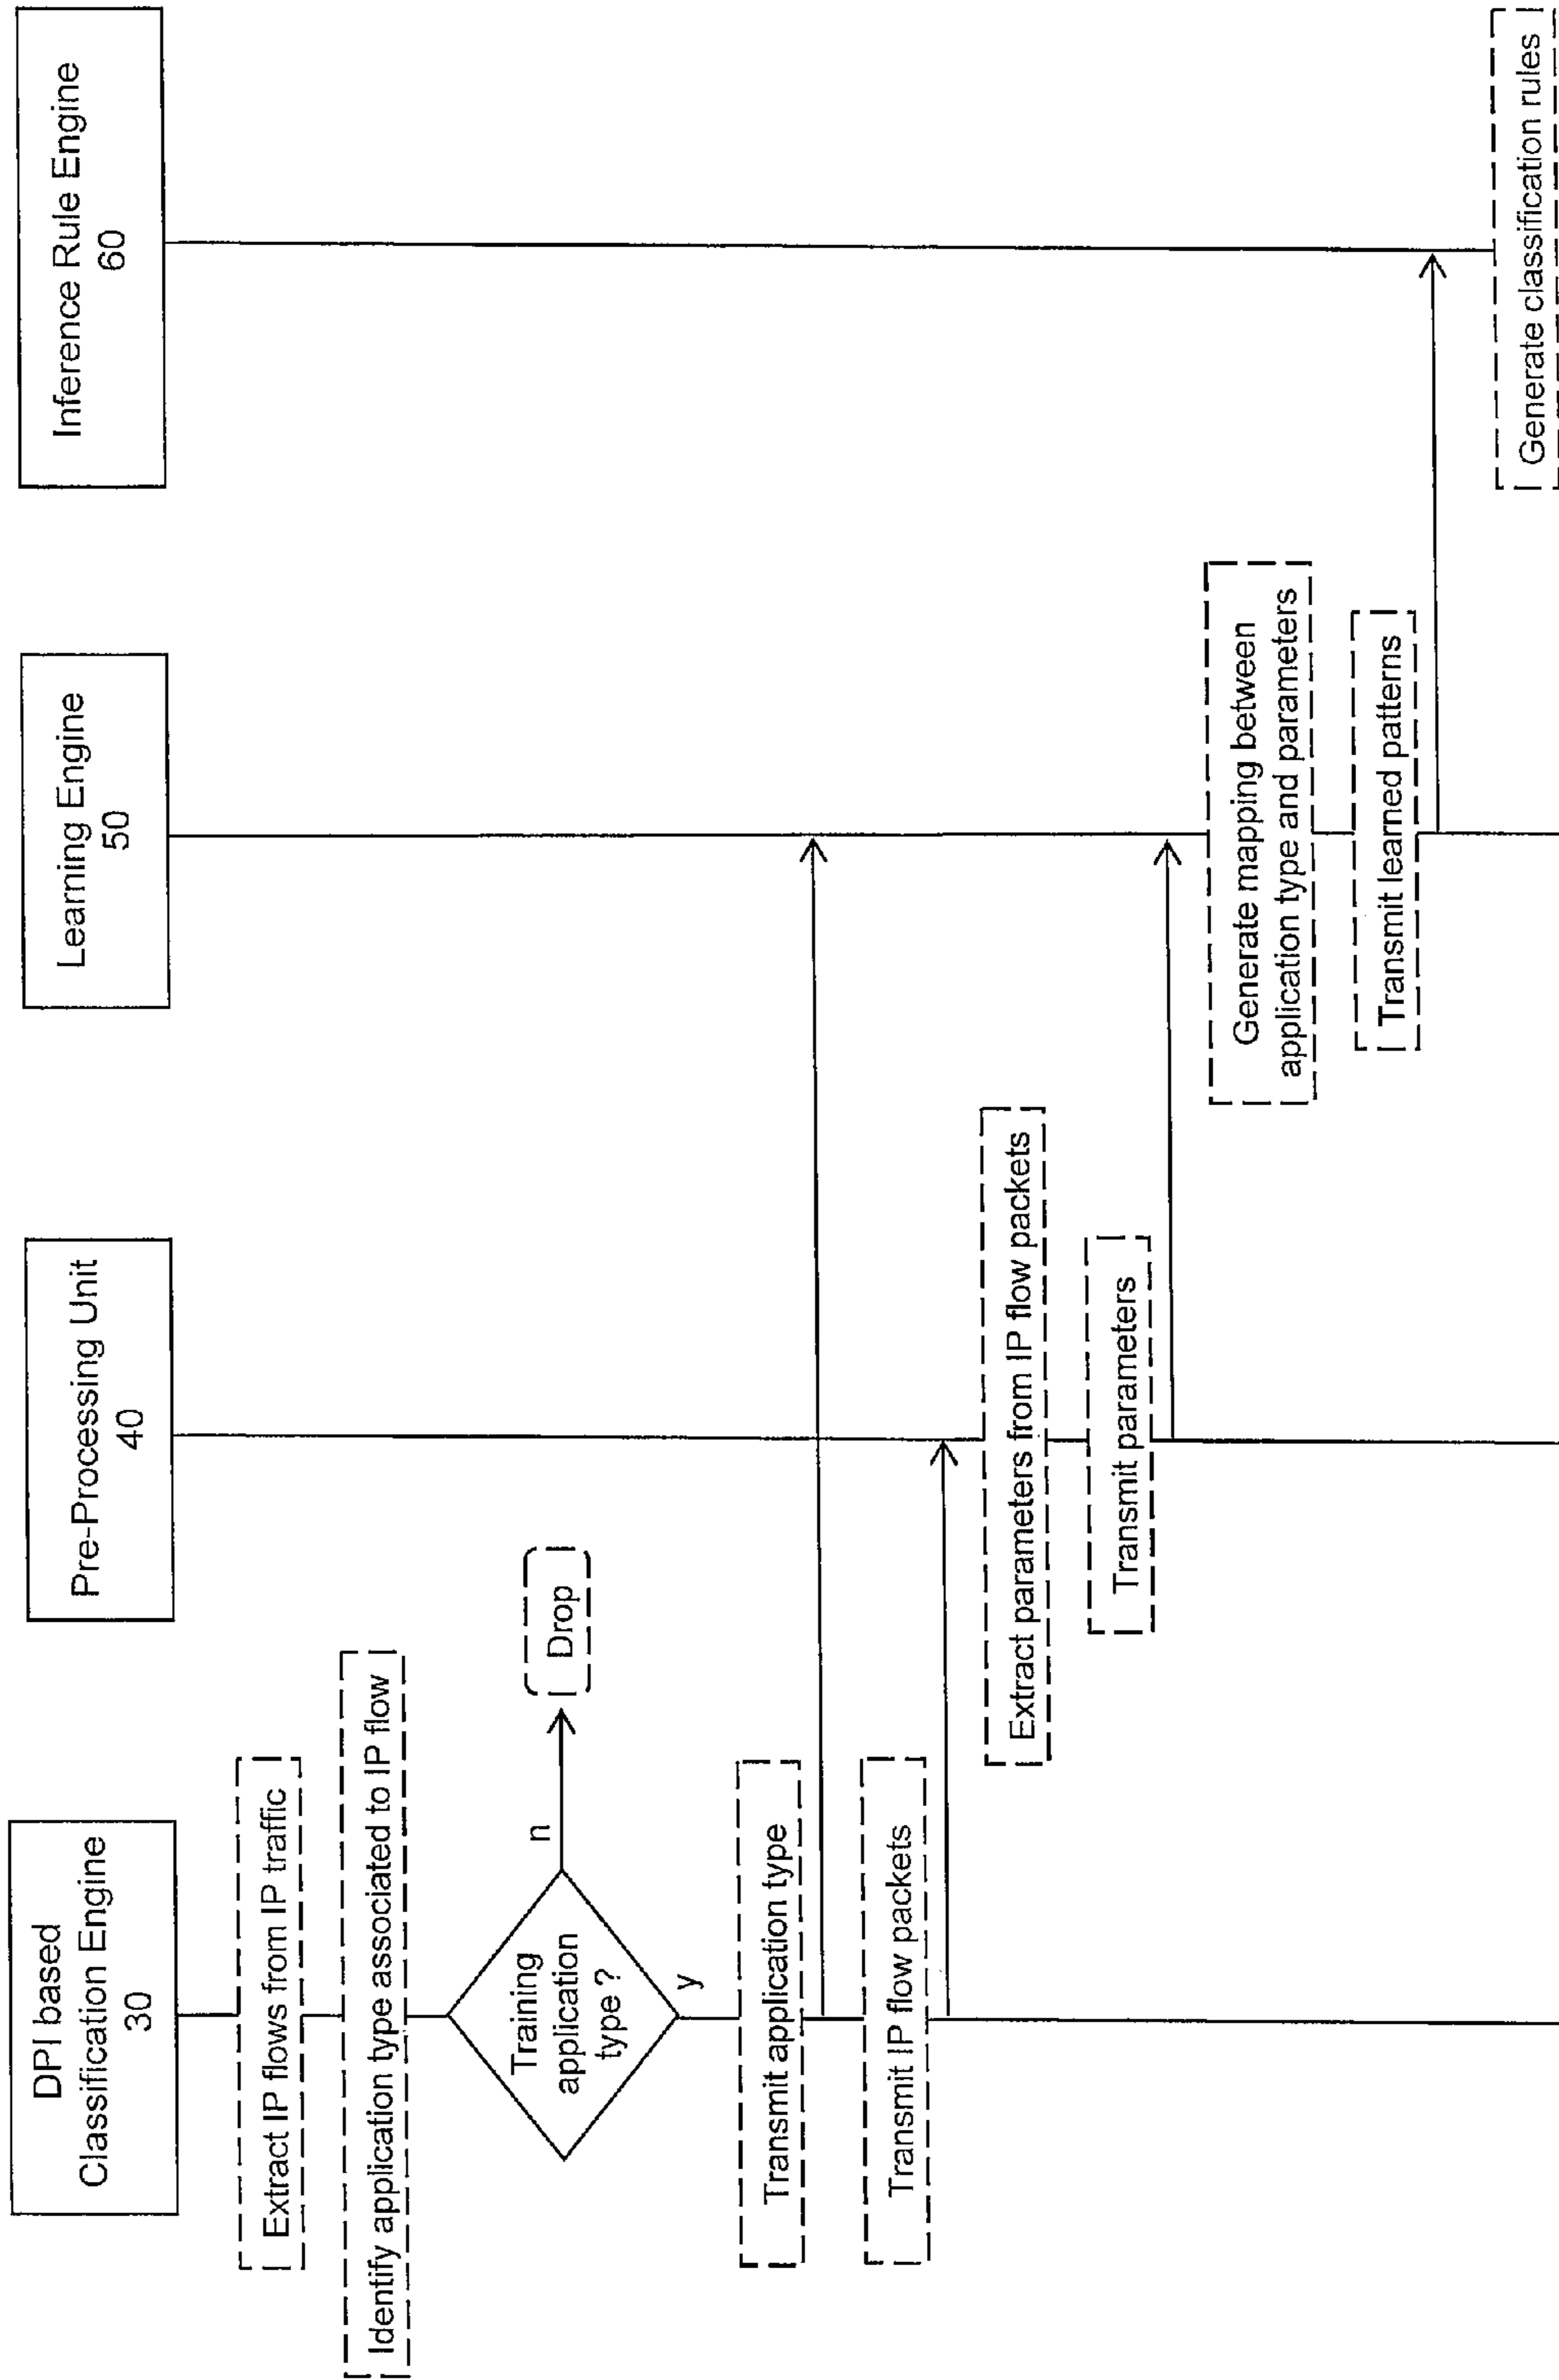 DPI based
Classification Engine
30
Pre-Processing Unit
40
Learning Engine
50
Inference Rule Engine
60
Extract IP flows from IP traffic
Identify application type associated to IP flow
Training
application
type ?
n
Drop
y
Transmit application type
Transmit IP flow packets
Extract parameters from IP flow packets
Transmit parameters
Generate mapping between
application type and parameters
Transmit learned patterns
Generate classification rules